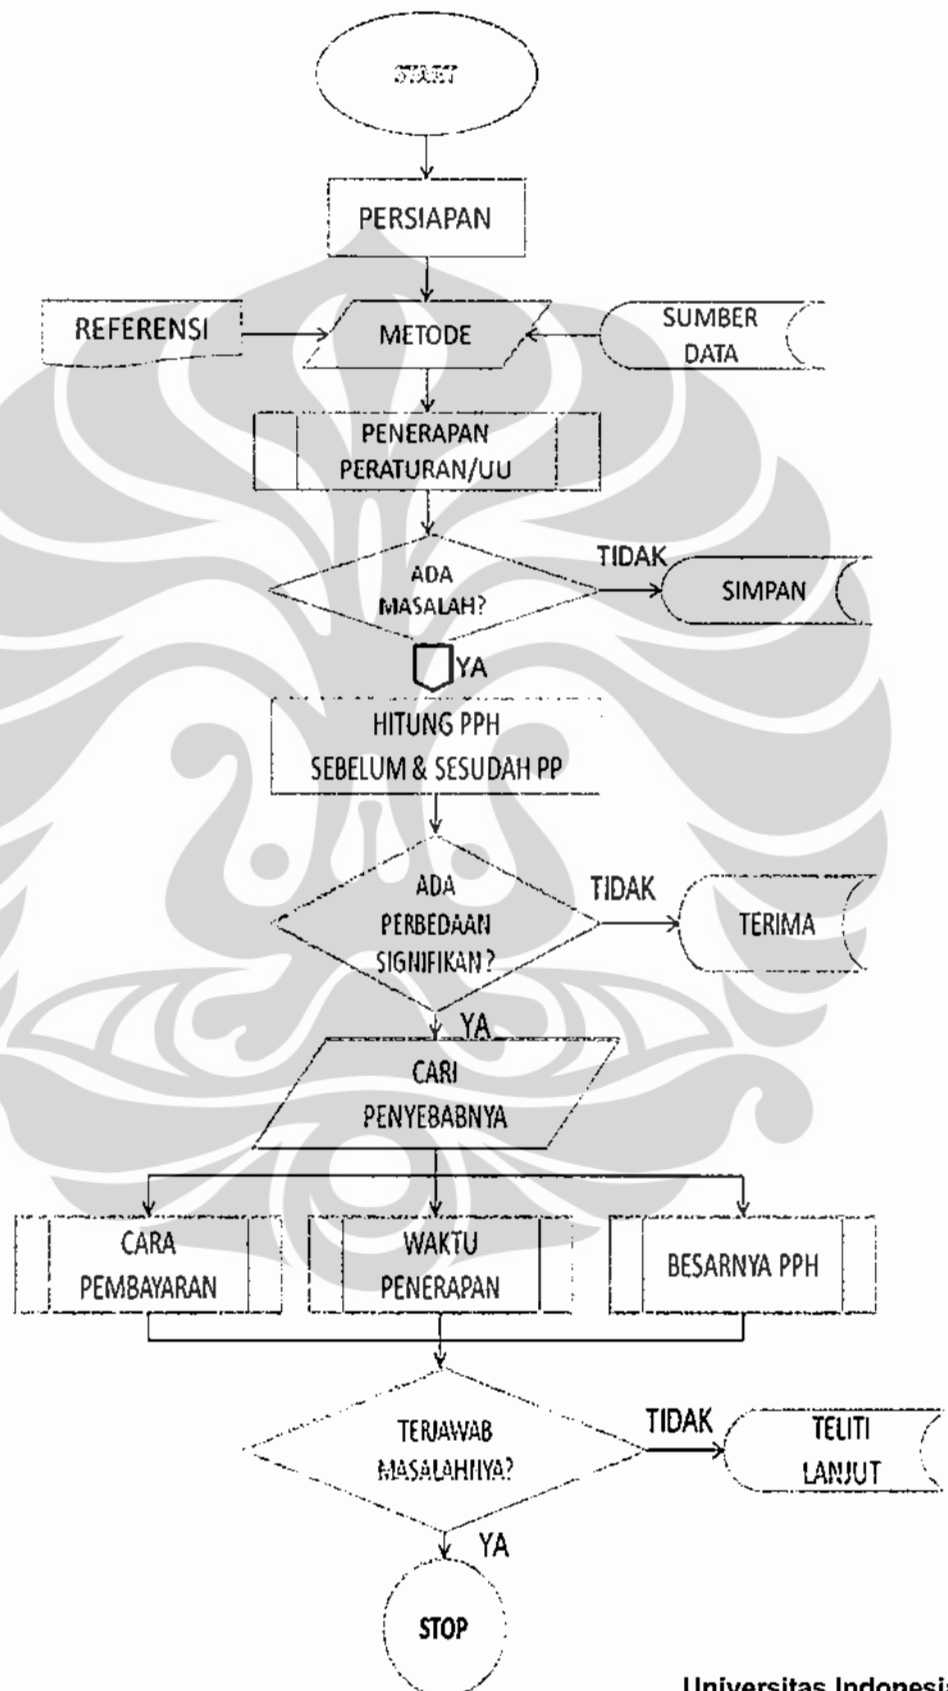 START
PERSIAPAN
REFERENSI
METODE
SUMBER
DATA
PENERAPAN
PERATURAN/UU
ADA
MASALAH?
TIDAK
SIMPAN
YA
HITUNG PPH
SEBELUM & SESUDAH PP
ADA
PERBEDAAN
SIGNIFIKAN?
TIDAK
TERIMA
YA
CARI
PENYEBABNYA
CARA
PEMBAYARAN
WAKTU
PENERAPAN
BESARNYA PPH
TERJAWAB
MASALAHNYA?
TIDAK
TELITI
LANJUT
YA
STOP
Universitas Indonesia